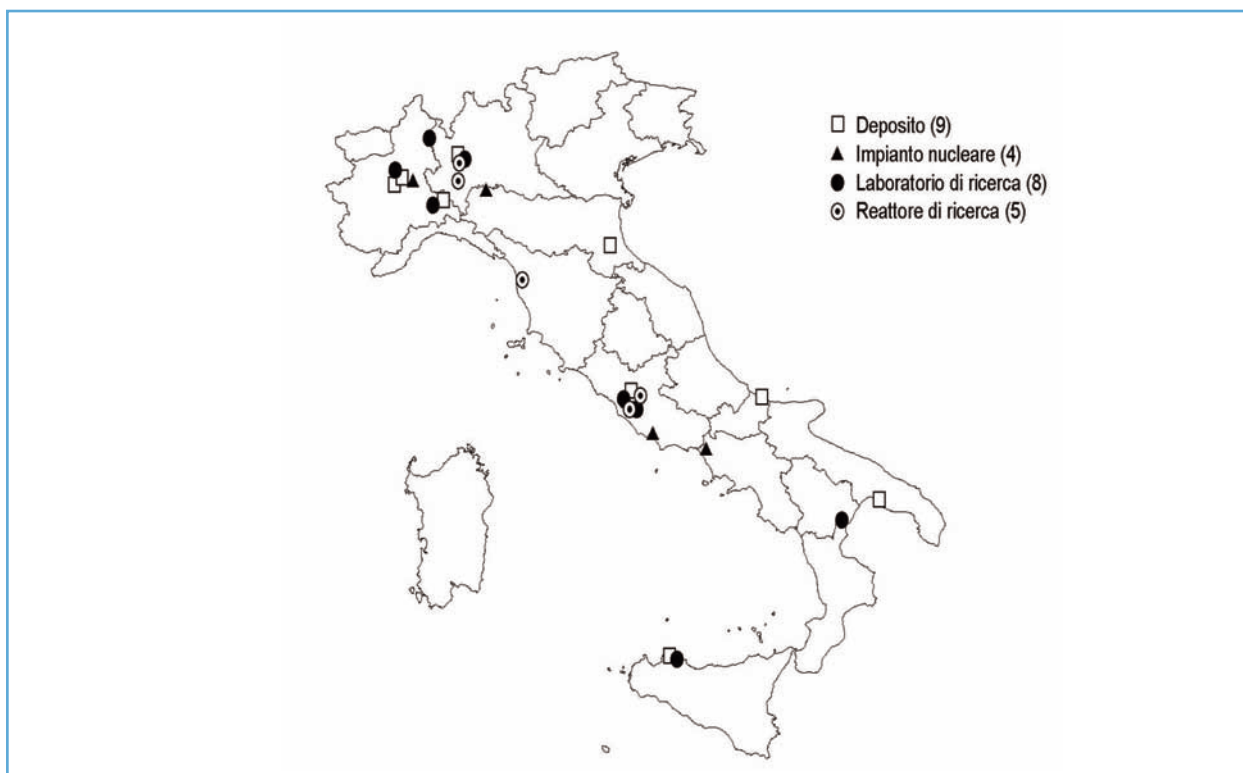 Deposito (9)
Impianto nucleare (4)
Laboratorio di ricerca (8)
Reattore di ricerca (5)